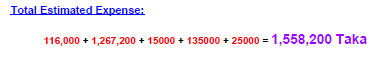 Total Estimated Expense:
116,000 + 1,267,200 + 15000 + 135000 + 25000 = 1,558,200 Taka